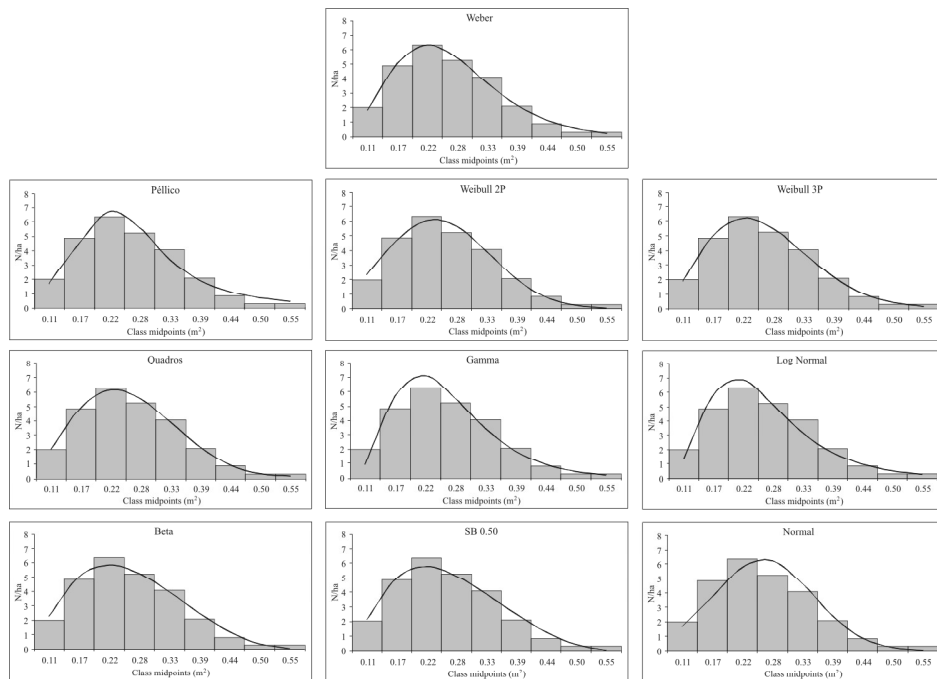 Weber
8
7
6
5
4
3
2
1
0
N/ha
0.11 0.17 0.22 0.28 0.33 0.39 0.44 0.50 0.55
Class midpoints (m²)
Péllico
8
7
6
5
4
3
2
1
0
N/ha
0.11 0.17 0.22 0.28 0.33 0.39 0.44 0.50 0.55
Class midpoints (m²)
Weibull 2P
8
7
6
5
4
3
2
1
0
N/ha
0.11 0.17 0.22 0.28 0.33 0.39 0.44 0.50 0.55
Class midpoints (m²)
Weibull 3P
8
7
6
5
4
3
2
1
0
N/ha
0.11 0.17 0.22 0.28 0.33 0.39 0.44 0.50 0.55
Class midpoints (m²)
Quadros
8
7
6
5
4
3
2
1
0
N/ha
0.11 0.17 0.22 0.28 0.33 0.39 0.44 0.50 0.55
Class midpoints (m²)
Gamma
8
7
6
5
4
3
2
1
0
N/ha
0.11 0.17 0.22 0.28 0.33 0.39 0.44 0.50 0.55
Class midpoints (m²)
Log Normal
8
7
6
5
4
3
2
1
0
N/ha
0.11 0.17 0.22 0.28 0.33 0.39 0.44 0.50 0.55
Class midpoints (m²)
Beta
8
7
6
5
4
3
2
1
0
N/ha
0.11 0.17 0.22 0.28 0.33 0.39 0.44 0.50 0.55
Class midpoints (m²)
SB 0.50
8
7
6
5
4
3
2
1
0
N/ha
0.11 0.17 0.22 0.28 0.33 0.39 0.44 0.50 0.55
Class midpoints (m²)
Normal
8
7
6
5
4
3
2
1
0
N/ha
0.11 0.17 0.22 0.28 0.33 0.39 0.44 0.50 0.55
Class midpoints (m²)